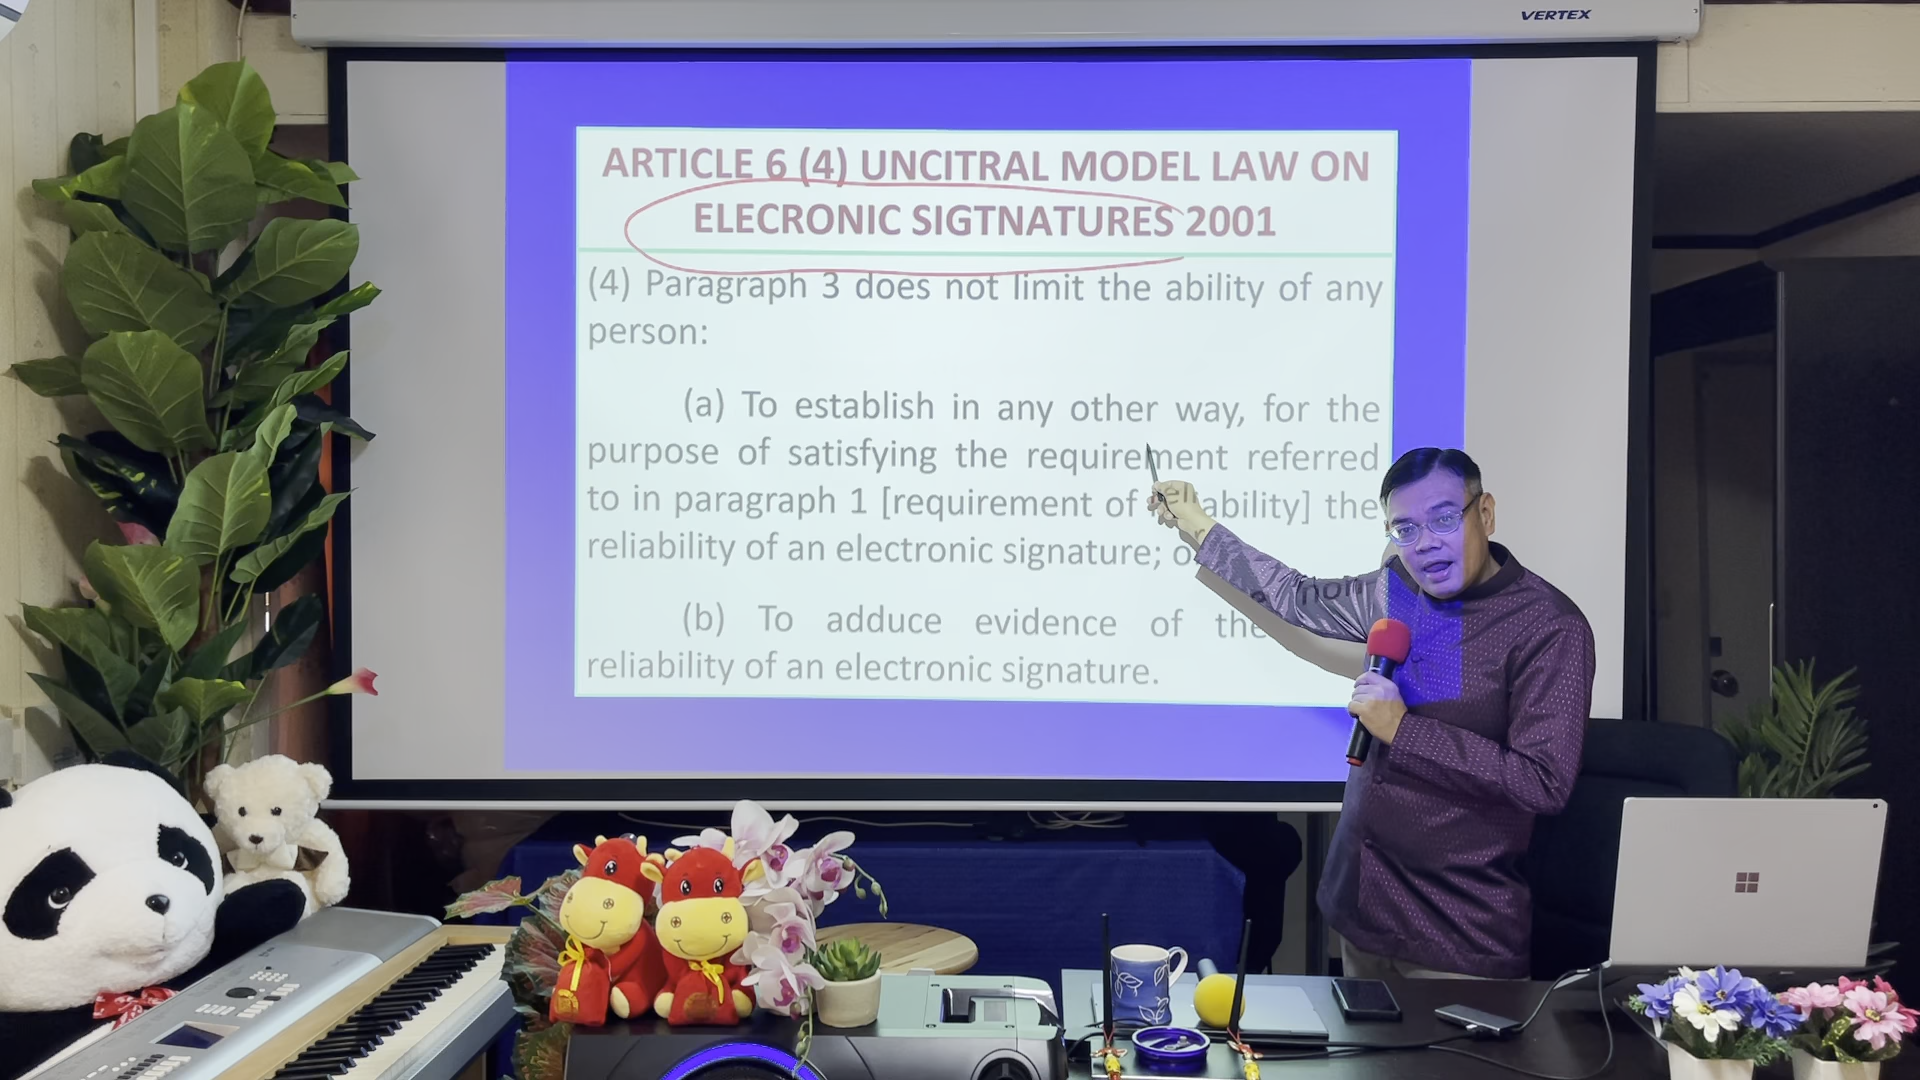 VERTEX
ARTICLE 6 (4) UNCITRAL MODEL LAW ON
ELECRONIC SIGTNATURES 2001
(4) Paragraph 3 does not limit the ability of any
person:
(a) To establish in any other way, for the
purpose of satisfying the requirement referred
to in paragraph 1 [requirement of reliability] the
reliability of an electronic signature; or
(b) To adduce evidence of the non
reliability of an electronic signature.